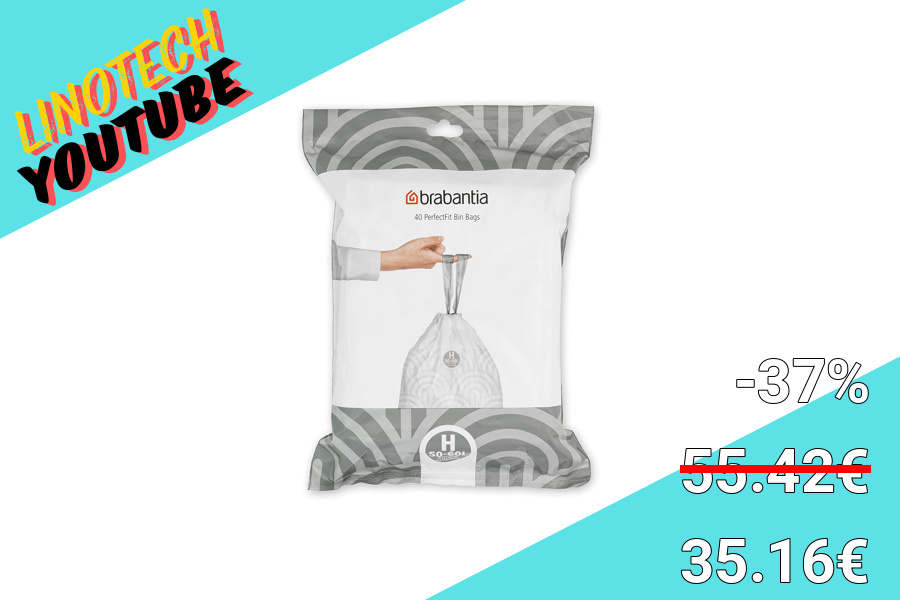 LINOTECH
YOUTUBE
brabantia
40 PerfectFit Bin Bags
H
H
50-60L
-37%
55.42€
35.16€